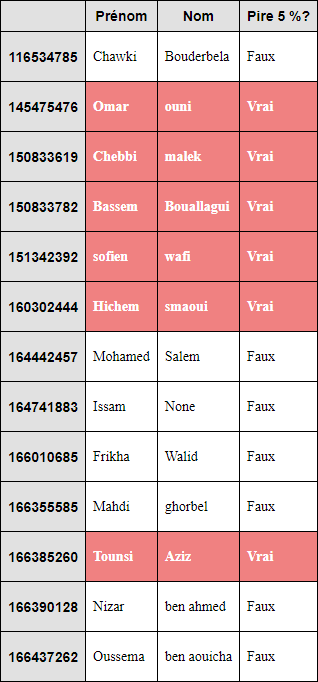 Prénom Nom Pire 5 %?
116534785 Chawki Bouderbela Faux
145475476 Omar ouni Vrai
150833619 Chebbi malek Vrai
150833782 Bassem Bouallagui Vrai
151342392 sofien wafi Vrai
160302444 Hichem smaoui Vrai
164442457 Mohamed Salem Faux
164741883 Issam None Faux
166010685 Frikha Walid Faux
166355585 Mahdi ghorbel Faux
166385260 Tounsi Aziz Vrai
166390128 Nizar ben ahmed Faux
166437262 Oussema ben aouicha Faux